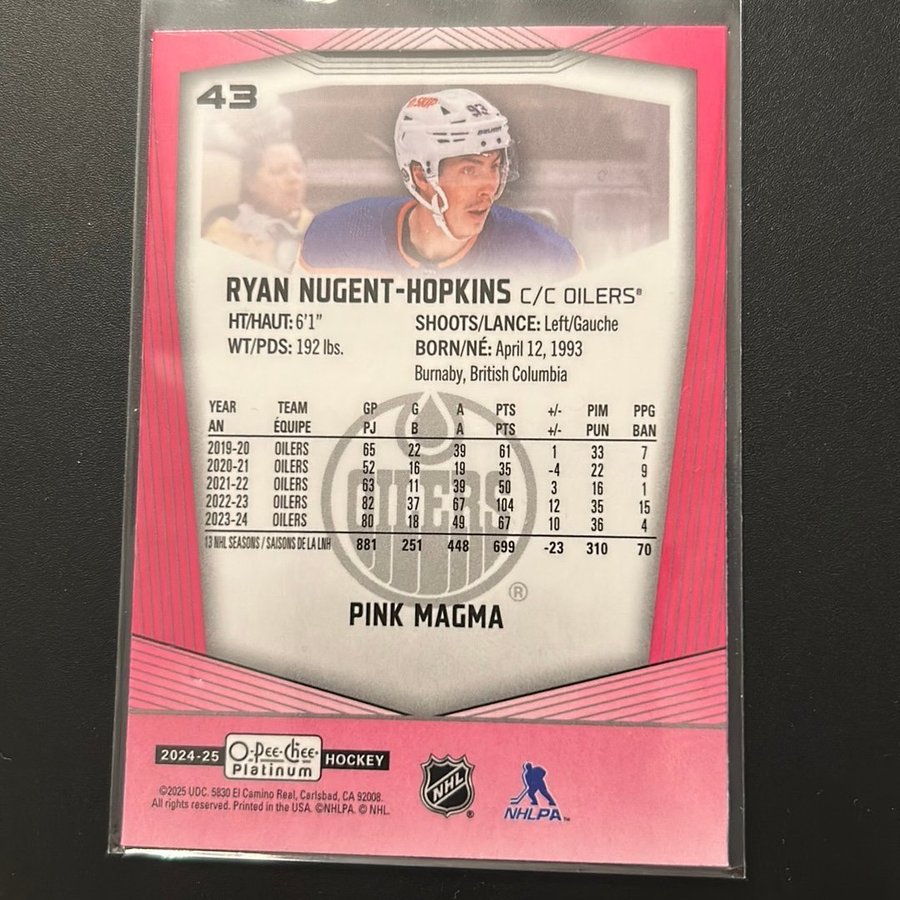 43
SKIP
93
BAUER
RYAN NUGENT-HOPKINS C/C OILERS®
HT/HAUT: 6'1" SHOOTS/LANCE: Left/Gauche
WT/PDS: 192 lbs. BORN/NÉ: April 12, 1993
Burnaby, British Columbia
YEAR TEAM GP G A PTS +/- PIM PPG
AN ÉQUIPE PJ B A PTS +/- PUN BAN
2019-20 OILERS 65 22 39 61 1 33 7
2020-21 OILERS 52 16 19 35 -4 22 9
2021-22 OILERS 63 11 39 50 3 16 1
2022-23 OILERS 82 37 67 104 12 35 15
2023-24 OILERS 80 18 49 67 10 36 4
13 NHL SEASONS / SAISONS DE LA LNH 881 251 448 699 -23 310 70
OILERS
®
PINK MAGMA
2024-25 O-Pee-Chee® Platinum HOCKEY
©2025 UDC. 5830 El Camino Real, Carlsbad, CA 92008.
All rights reserved. Printed in the USA. ©NHLPA. © NHL.
NHL ®
NHLPA™